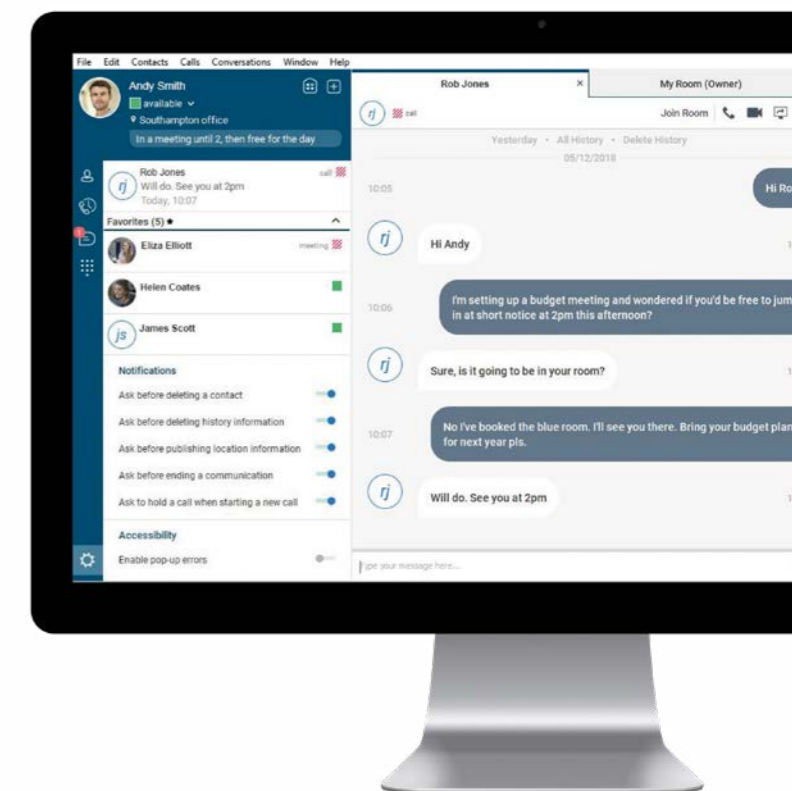 File Edit Contacts Calls Conversations Window Help
Andy Smith
available
Southampton office
In a meeting until 2, then free for the day
Rob Jones
call
rj
Will do. See you at 2pm
Today, 10:07
Favorites (5)
Eliza Elliott
meeting
Helen Coates
js
James Scott
Notifications
Ask before deleting a contact
Ask before deleting history information
Ask before publishing location information
Ask before ending a communication
Ask to hold a call when starting a new call
Accessibility
Enable pop-up errors
Rob Jones
My Room (Owner)
rj
call
Join Room
Yesterday • All History • Delete History
05/12/2018
10:05
Hi Ro
rj
Hi Andy
10:06
I'm setting up a budget meeting and wondered if you'd be free to jum
in at short notice at 2pm this afternoon?
rj
Sure, is it going to be in your room?
10:07
No I've booked the blue room. I'll see you there. Bring your budget plan
for next year pls.
rj
Will do. See you at 2pm
Type your message here...